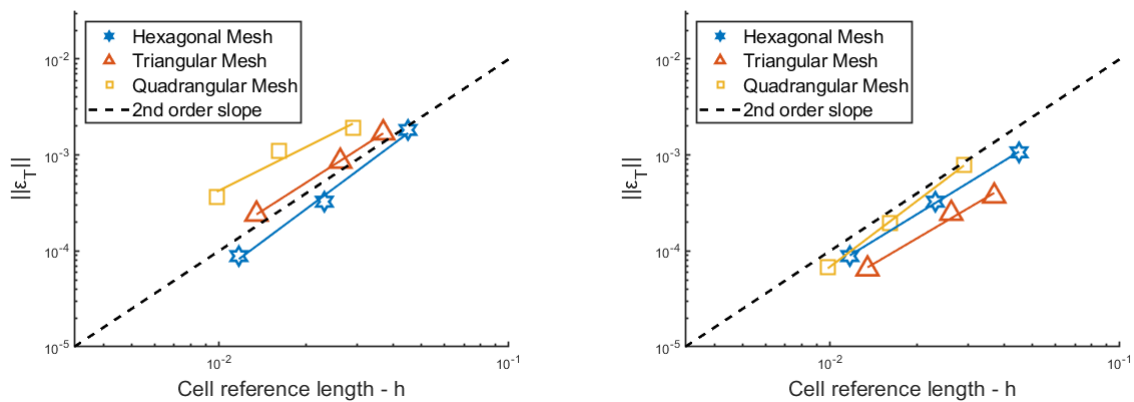 Hexagonal Mesh
Triangular Mesh
Quadrangular Mesh
2nd order slope
10^-2
10^-3
10^-4
10^-5
||ε_T||
10^-2
10^-1
Cell reference length - h
Hexagonal Mesh
Triangular Mesh
Quadrangular Mesh
2nd order slope
10^-2
10^-3
10^-4
10^-5
||ε_T||
10^-2
10^-1
Cell reference length - h